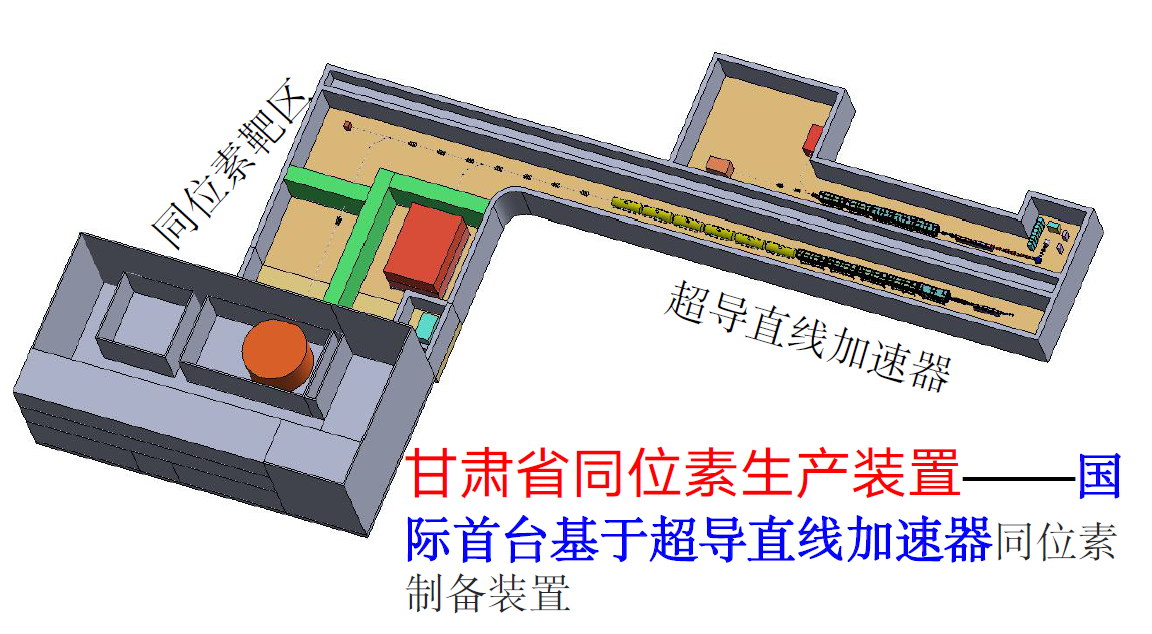 同位素靶区
超导直线加速器
甘肃省同位素生产装置——国
际首台基于超导直线加速器同位素
制备装置